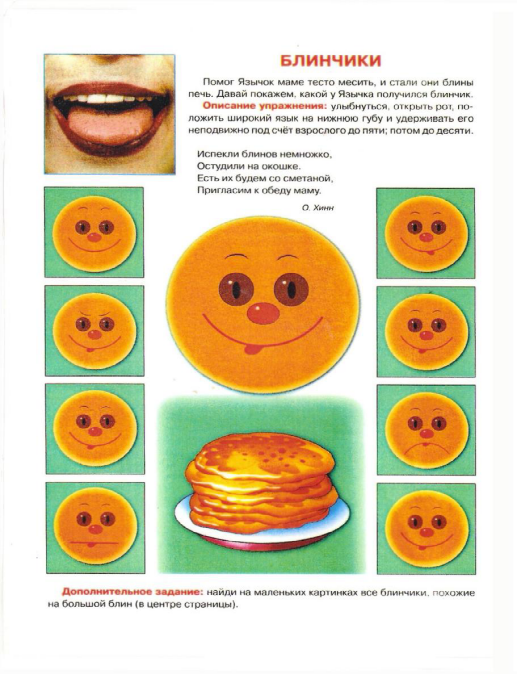 БЛИНЧИКИ
Помог Язычок маме тесто месить, и стали они блины
печь. Давай покажем, какой у Язычка получился блинчик.
Описание упражнения: улыбнуться, открыть рот, по-
ложить широкий язык на нижнюю губу и удерживать его
неподвижно под счёт взрослого до пяти; потом до десяти.
Испекли блинов немножко,
Остудили на окошке.
Есть их будем со сметаной,
Пригласим к обеду маму.
О. Хинн
Дополнительное задание: найди на маленьких картинках все блинчики, похожие
на большой блин (в центре страницы).